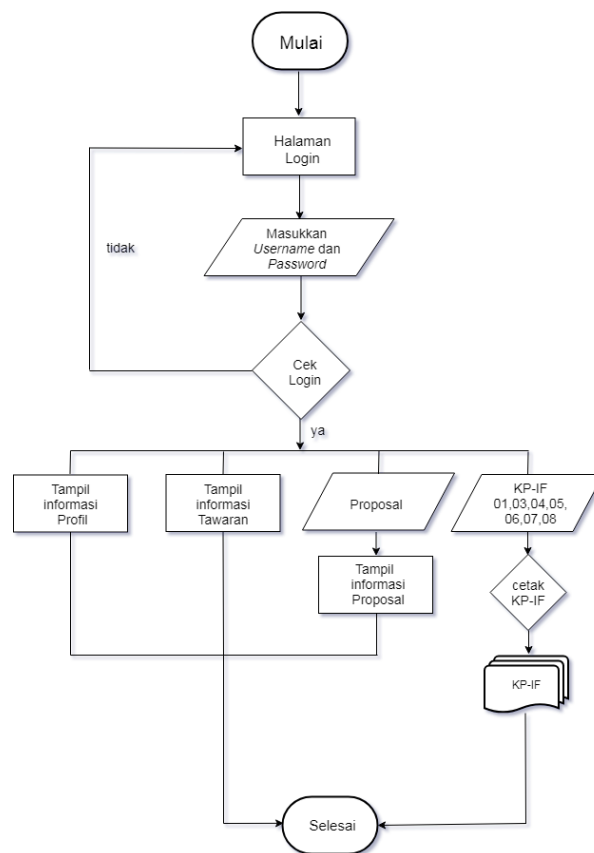 Mulai
Halaman
Login
Masukkan
Username dan
Password
tidak
Cek
Login
ya
Tampil
informasi
Profil
Tampil
informasi
Tawaran
Proposal
KP-IF
01,03,04,05,
06,07,08
Tampil
informasi
Proposal
cetak
KP-IF
KP-IF
Selesai